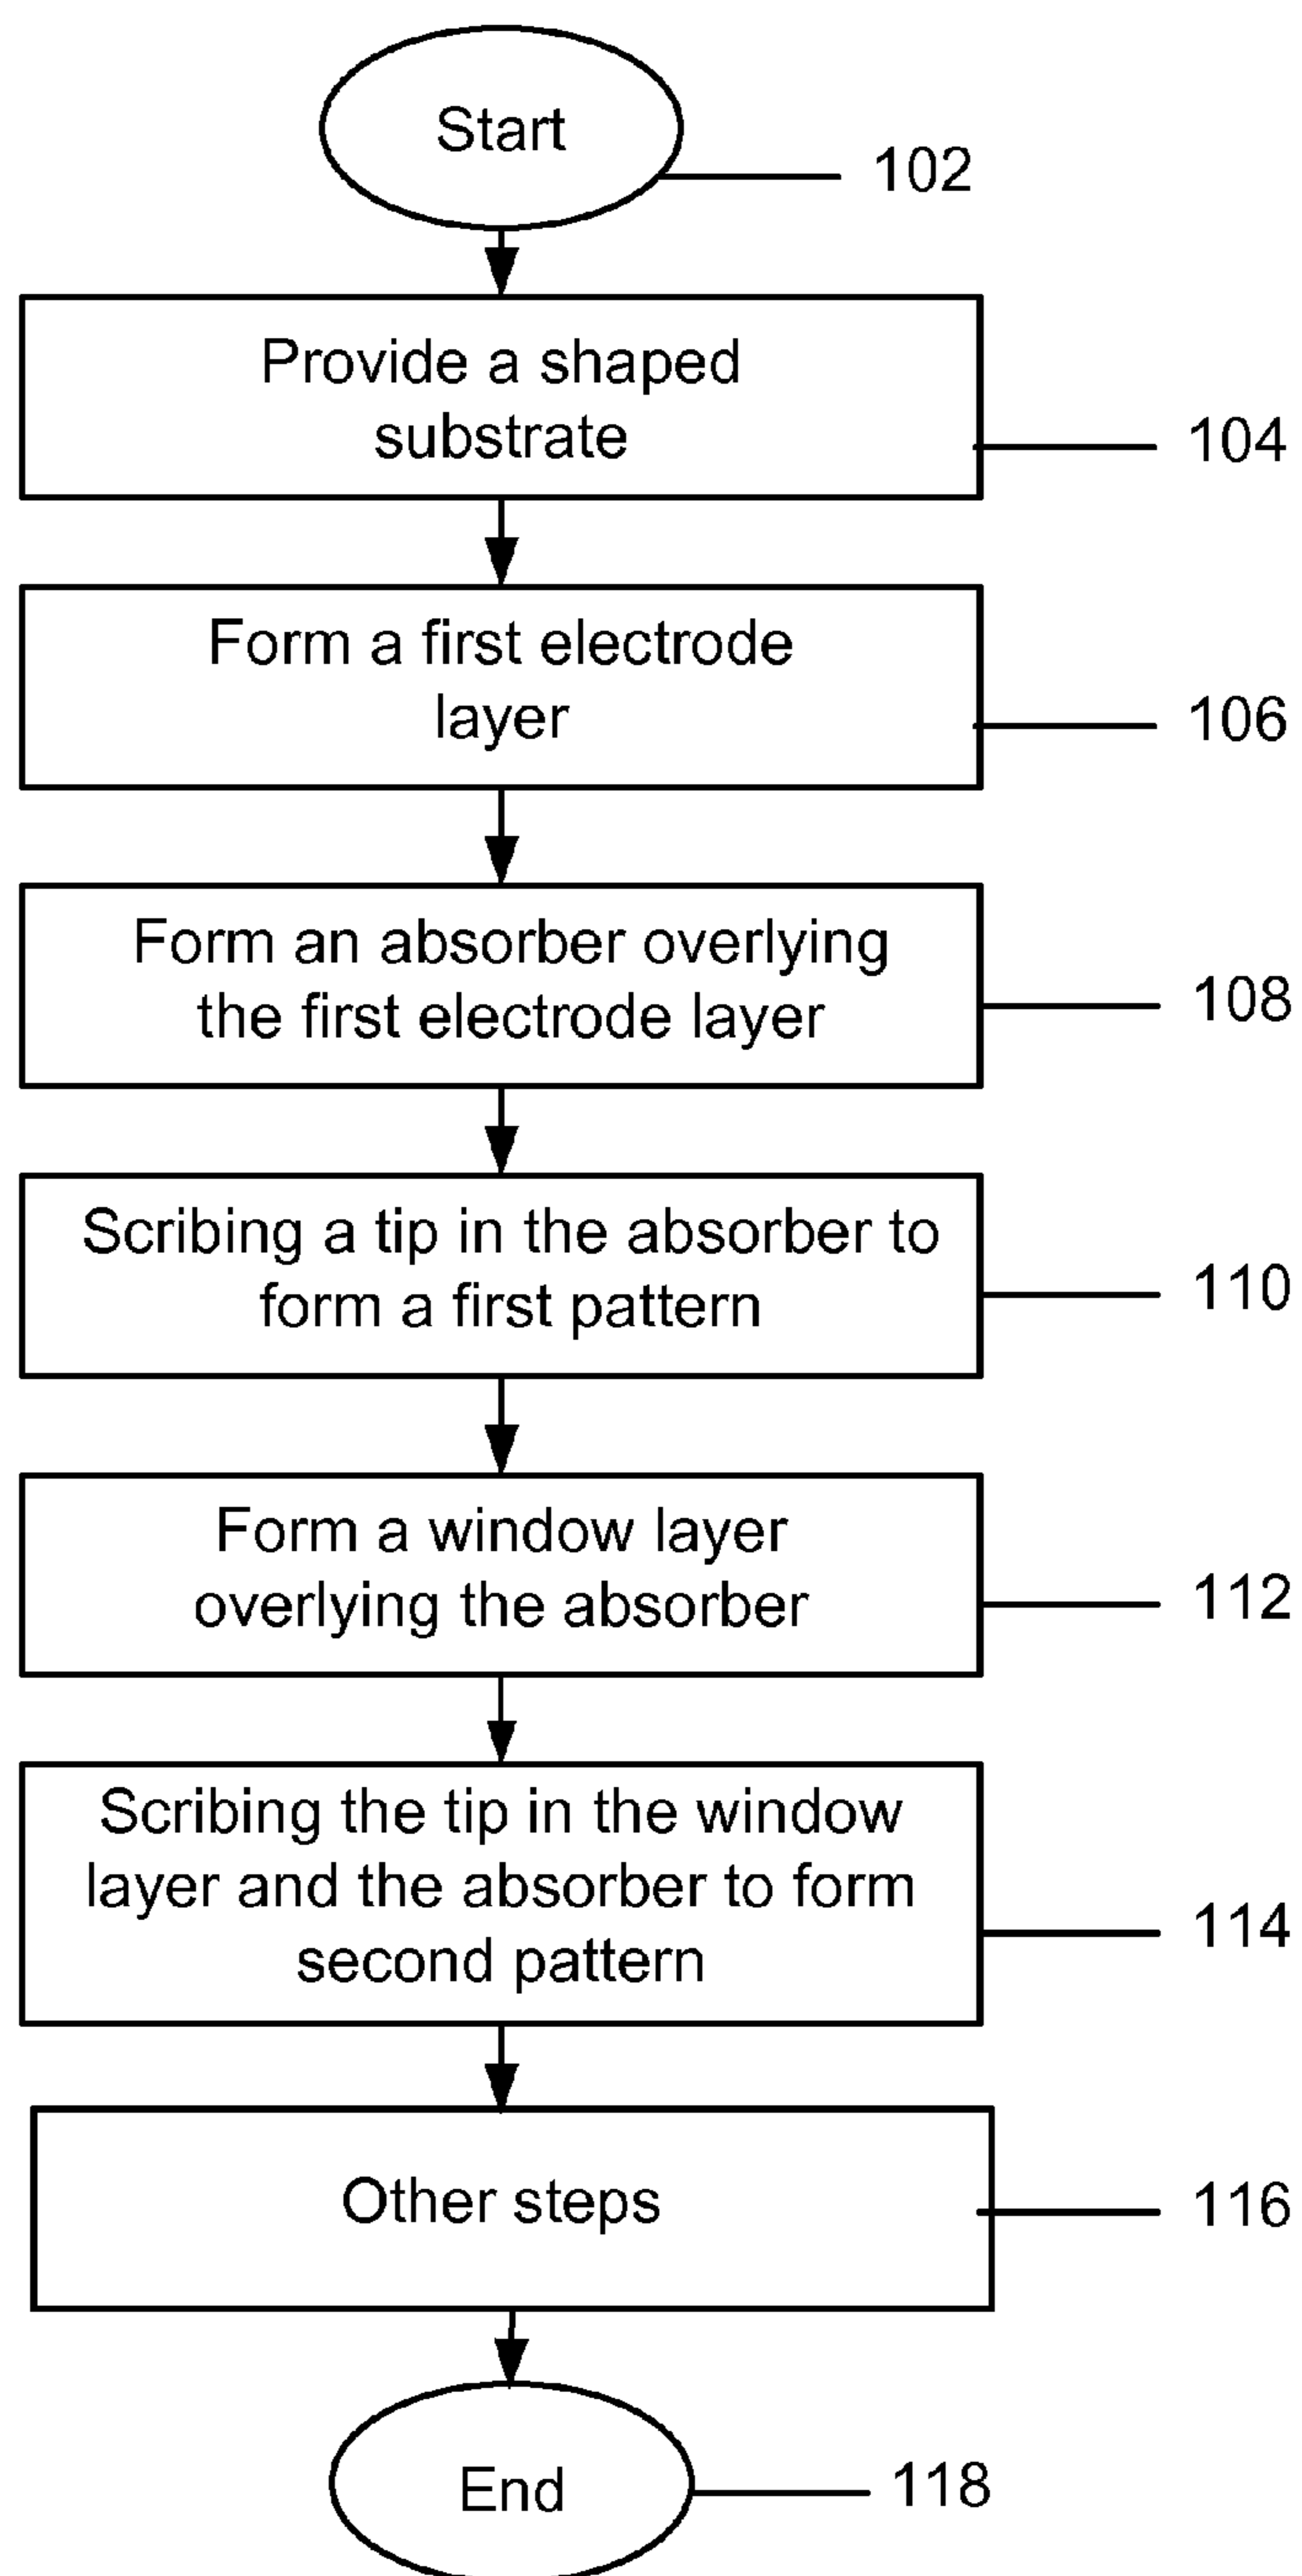 Start
102
Provide a shaped
substrate
104
Form a first electrode
layer
106
Form an absorber overlying
the first electrode layer
108
Scribing a tip in the absorber to
form a first pattern
110
Form a window layer
overlying the absorber
112
Scribing the tip in the window
layer and the absorber to form
second pattern
114
Other steps
116
End
118